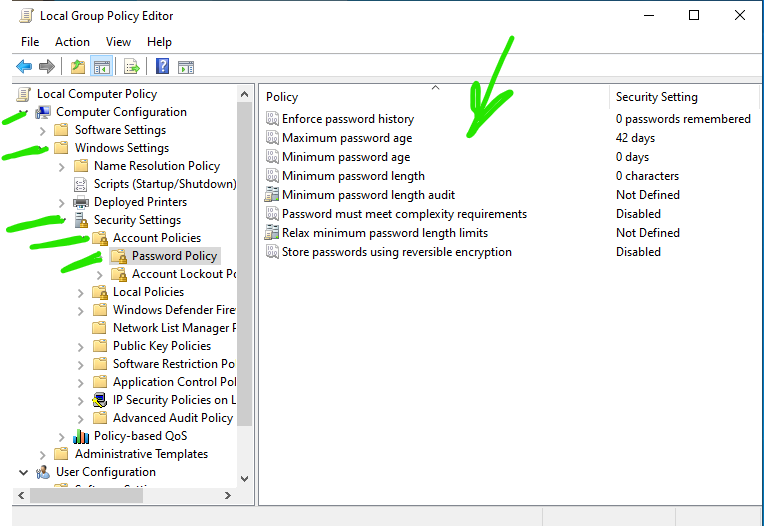 Local Group Policy Editor
File Action View Help
Local Computer Policy
Computer Configuration
Software Settings
Windows Settings
Name Resolution Policy
Scripts (Startup/Shutdown)
Deployed Printers
Security Settings
Account Policies
Password Policy
Account Lockout Po
Local Policies
Windows Defender Fire
Network List Manager P
Public Key Policies
Software Restriction Po
Application Control Pol
IP Security Policies on L
Advanced Audit Policy
Policy-based QoS
Administrative Templates
User Configuration
Policy Security Setting
Enforce password history 0 passwords remembered
Maximum password age 42 days
Minimum password age 0 days
Minimum password length 0 characters
Minimum password length audit Not Defined
Password must meet complexity requirements Disabled
Relax minimum password length limits Not Defined
Store passwords using reversible encryption Disabled